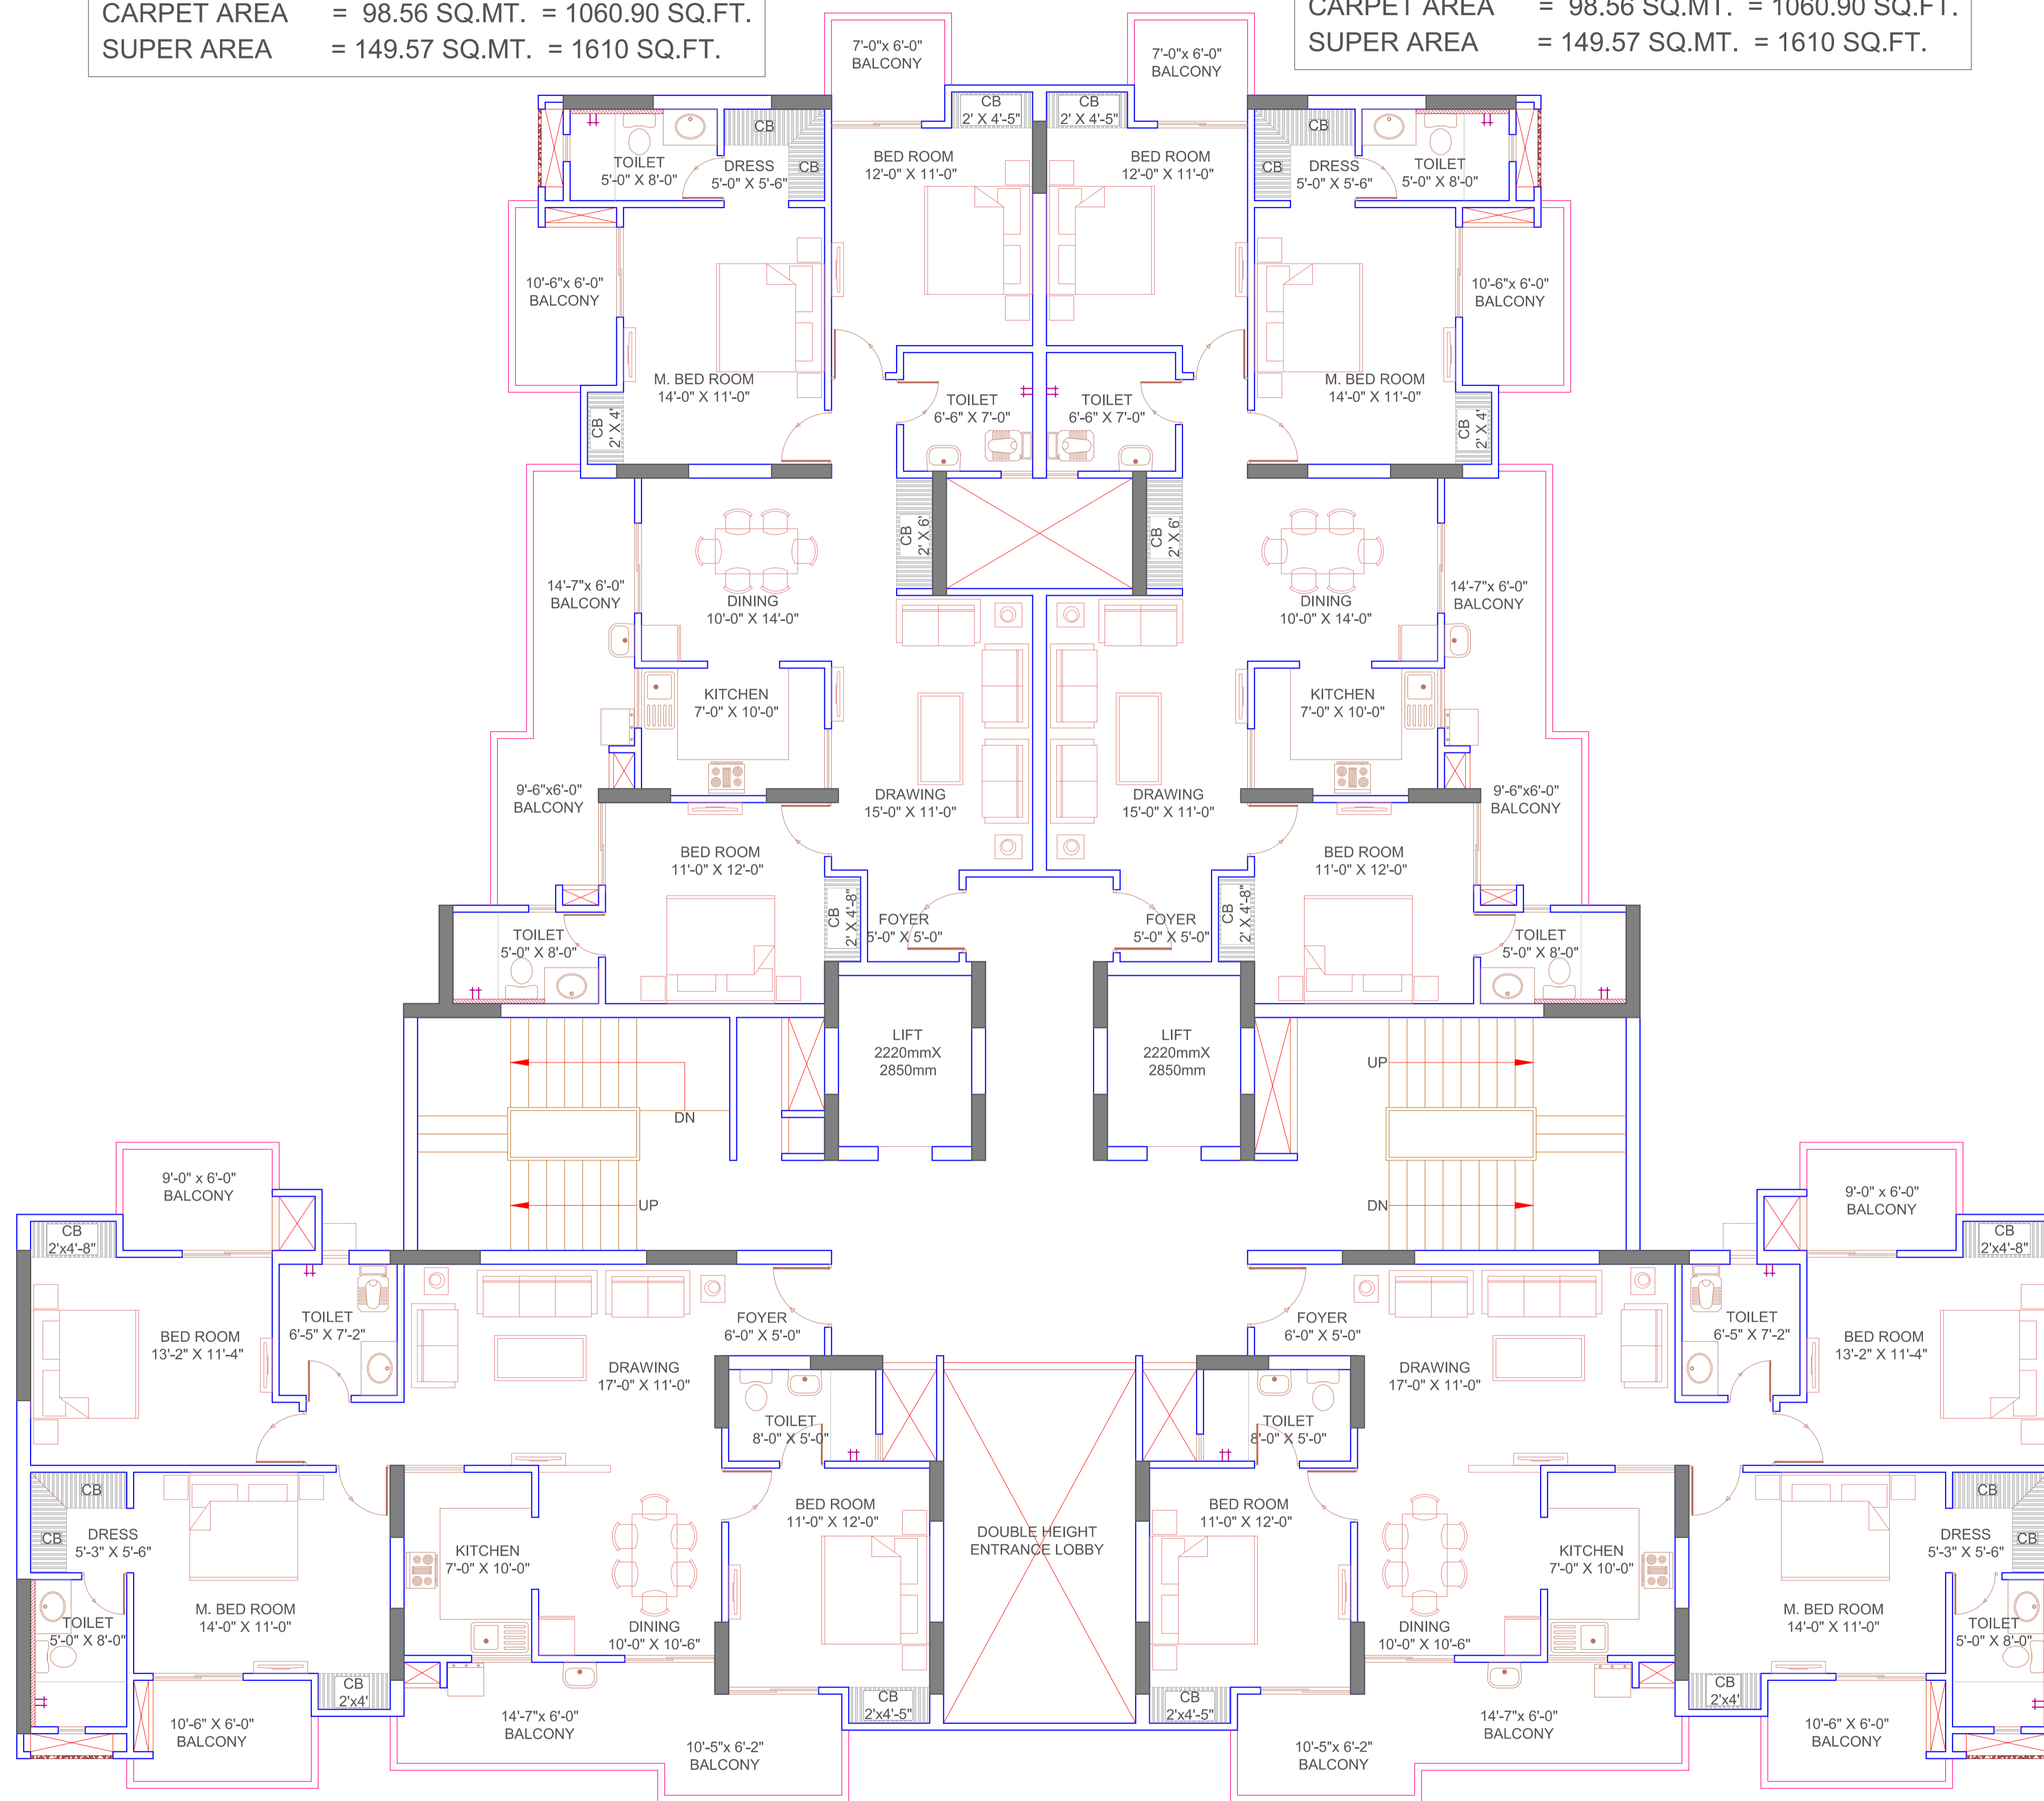 CARPET AREA = 98.56 SQ.MT. = 1060.90 SQ.FT.
SUPER AREA = 149.57 SQ.MT. = 1610 SQ.FT.
CARPET AREA = 98.56 SQ.MT. = 1060.90 SQ.FT.
SUPER AREA = 149.57 SQ.MT. = 1610 SQ.FT.
7'-0"x 6'-0"
BALCONY
7'-0"x 6'-0"
BALCONY
CB
2' X 4'-5"
CB
2' X 4'-5"
CB
CB
TOILET
5'-0" X 8'-0"
DRESS
5'-0" X 5'-6"
BED ROOM
12'-0" X 11'-0"
BED ROOM
12'-0" X 11'-0"
CB
CB
DRESS
5'-0" X 5'-6"
TOILET
5'-0" X 8'-0"
10'-6"x 6'-0"
BALCONY
10'-6"x 6'-0"
BALCONY
M. BED ROOM
14'-0" X 11'-0"
CB
2' X 4'
TOILET
6'-6" X 7'-0"
TOILET
6'-6" X 7'-0"
M. BED ROOM
14'-0" X 11'-0"
CB
2' X 4'
CB
2' X 6'
CB
2' X 6'
14'-7"x 6'-0"
BALCONY
DINING
10'-0" X 14'-0"
DINING
10'-0" X 14'-0"
14'-7"x 6'-0"
BALCONY
KITCHEN
7'-0" X 10'-0"
KITCHEN
7'-0" X 10'-0"
9'-6"x6'-0"
BALCONY
DRAWING
15'-0" X 11'-0"
DRAWING
15'-0" X 11'-0"
9'-6"x6'-0"
BALCONY
BED ROOM
11'-0" X 12'-0"
BED ROOM
11'-0" X 12'-0"
CB
2' X 4'-8"
CB
2' X 4'-8"
TOILET
5'-0" X 8'-0"
FOYER
5'-0" X 5'-0"
FOYER
5'-0" X 5'-0"
TOILET
5'-0" X 8'-0"
LIFT
2220mmX
2850mm
LIFT
2220mmX
2850mm
DN
UP
UP
DN
9'-0" x 6'-0"
BALCONY
9'-0" x 6'-0"
BALCONY
CB
2'x4'-8"
CB
2'x4'-8"
BED ROOM
13'-2" X 11'-4"
TOILET
6'-5" X 7'-2"
FOYER
6'-0" X 5'-0"
FOYER
6'-0" X 5'-0"
TOILET
6'-5" X 7'-2"
BED ROOM
13'-2" X 11'-4"
DRAWING
17'-0" X 11'-0"
DRAWING
17'-0" X 11'-0"
TOILET
8'-0" X 5'-0"
TOILET
8'-0" X 5'-0"
CB
CB
DRESS
5'-3" X 5'-6"
BED ROOM
11'-0" X 12'-0"
DOUBLE HEIGHT
ENTRANCE LOBBY
BED ROOM
11'-0" X 12'-0"
CB
CB
DRESS
5'-3" X 5'-6"
KITCHEN
7'-0" X 10'-0"
KITCHEN
7'-0" X 10'-0"
TOILET
5'-0" X 8'-0"
M. BED ROOM
14'-0" X 11'-0"
DINING
10'-0" X 10'-6"
DINING
10'-0" X 10'-6"
M. BED ROOM
14'-0" X 11'-0"
TOILET
5'-0" X 8'-0"
CB
2'x4'
CB
2'x4'-5"
CB
2'x4'-5"
CB
2'x4'
10'-6" X 6'-0"
BALCONY
14'-7"x 6'-0"
BALCONY
10'-5"x 6'-2"
BALCONY
10'-5"x 6'-2"
BALCONY
14'-7"x 6'-0"
BALCONY
10'-6" X 6'-0"
BALCONY